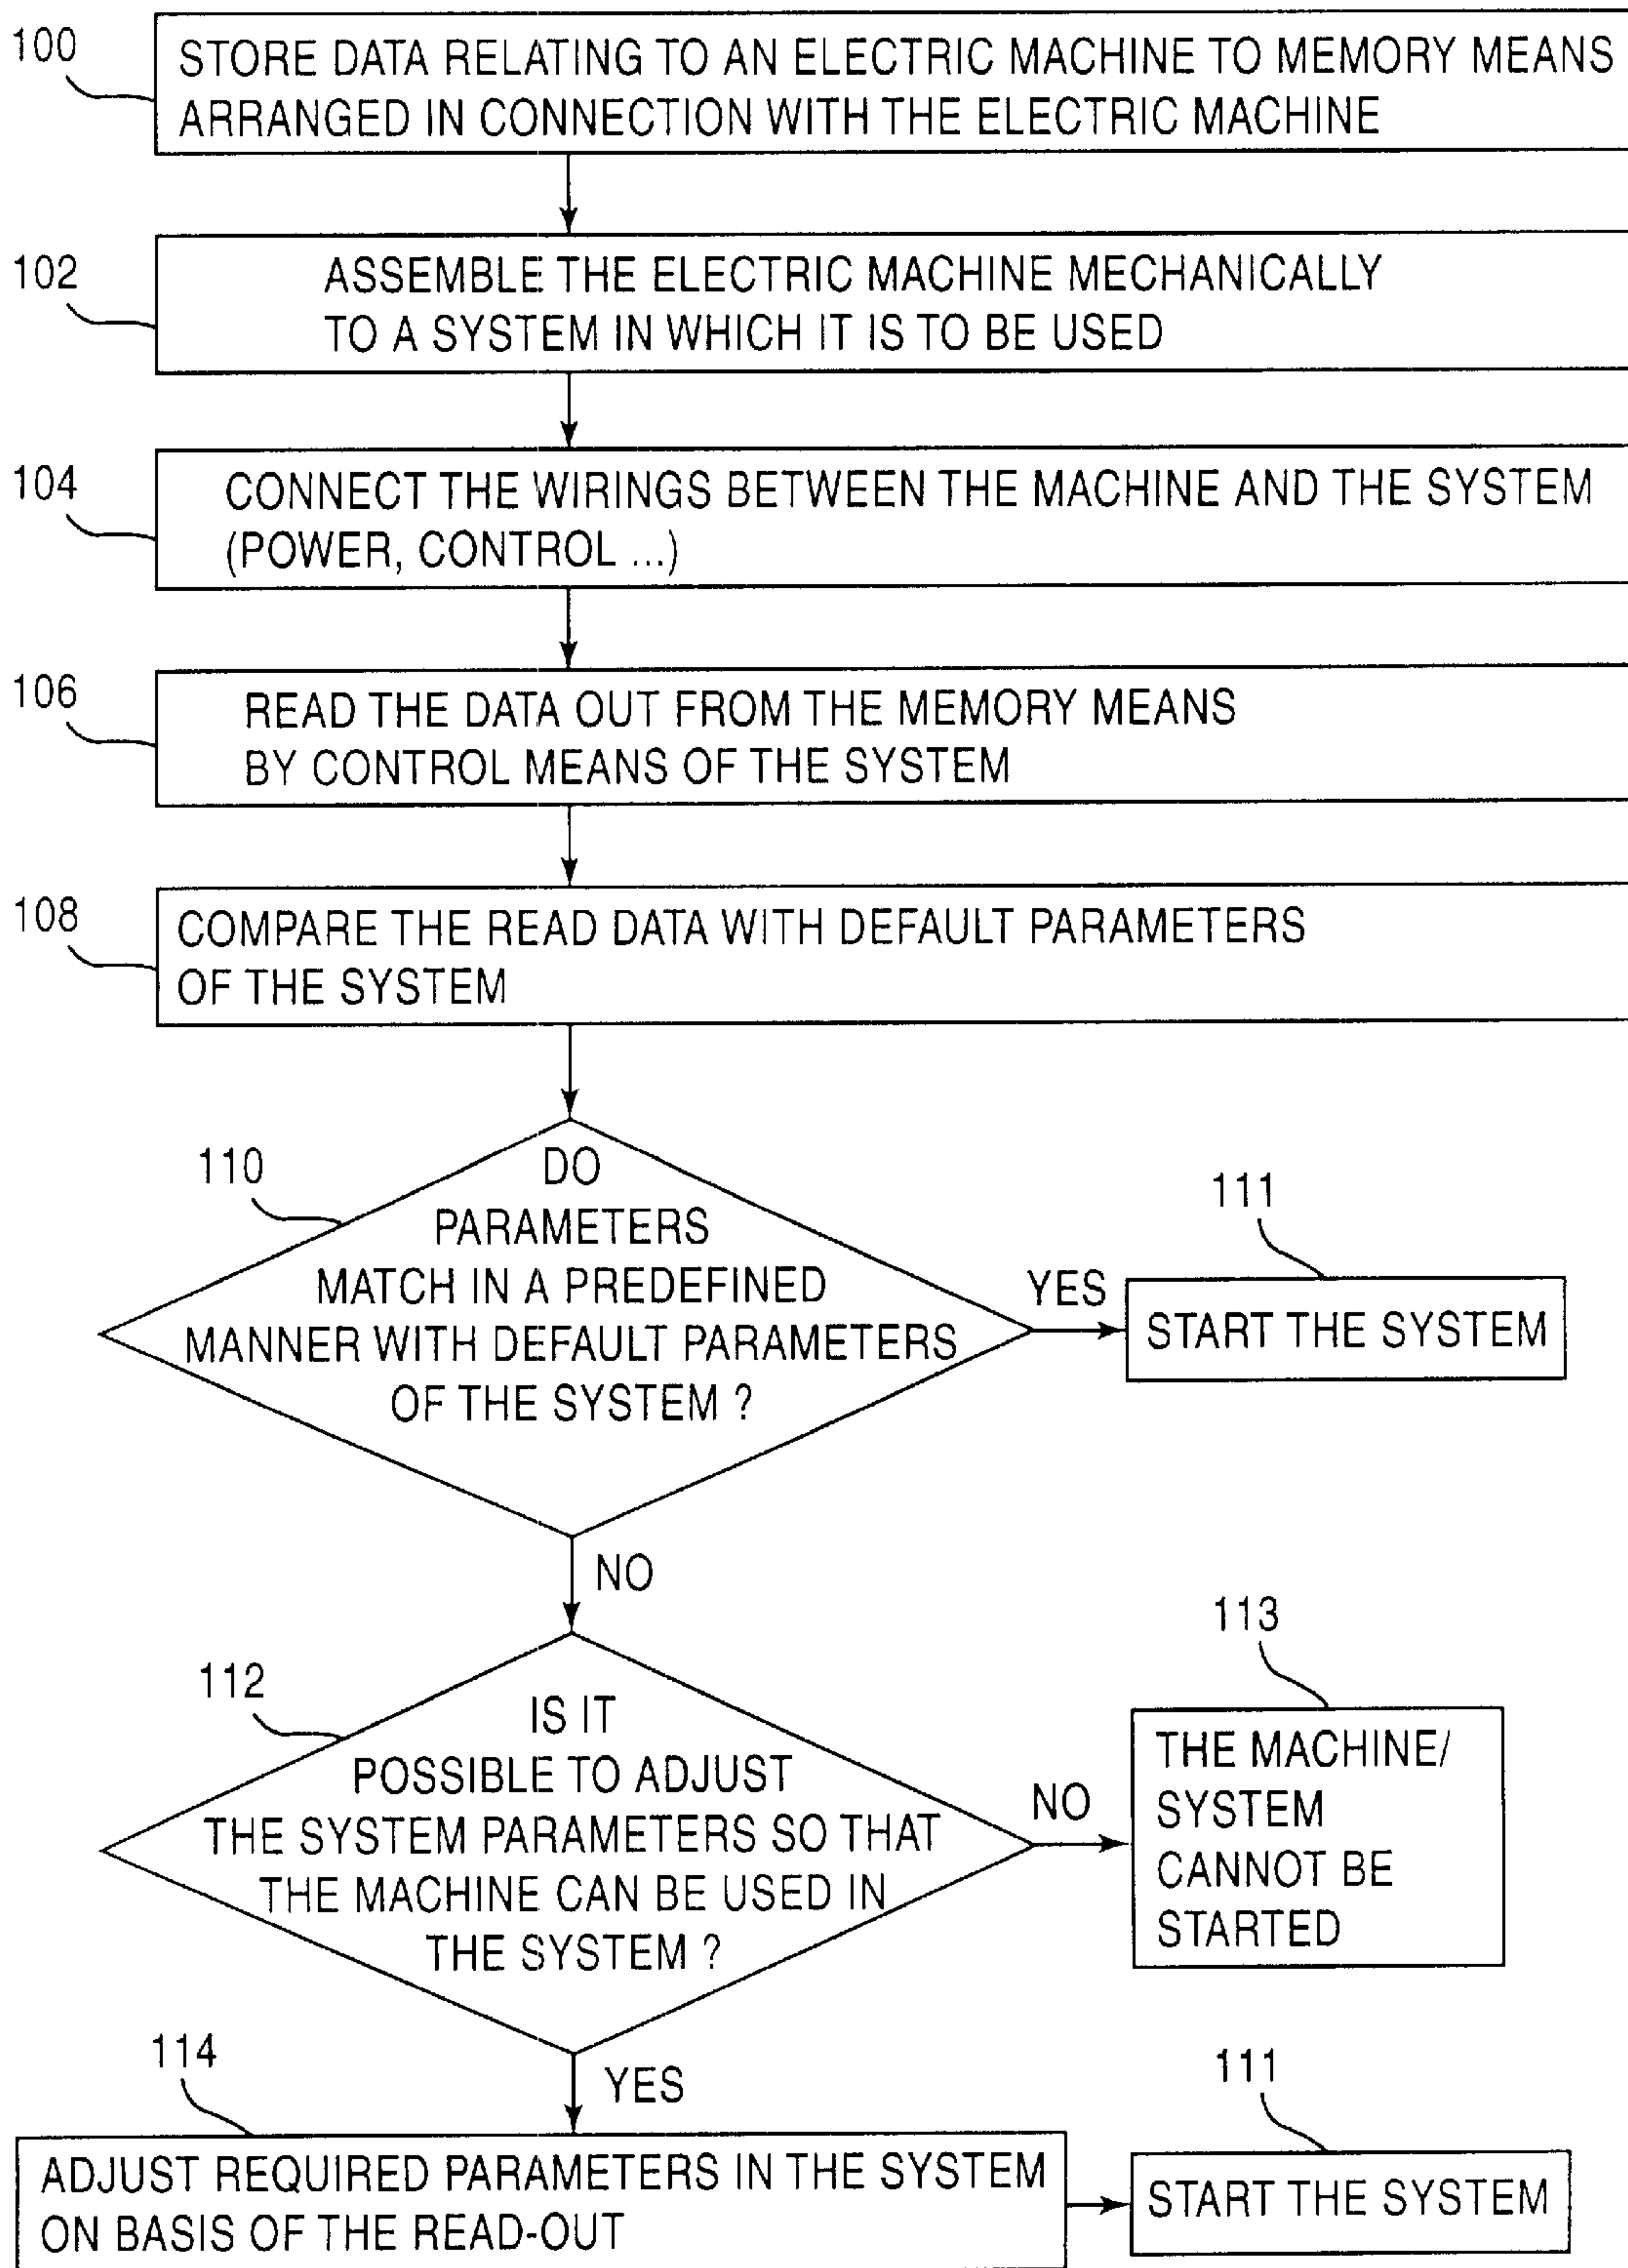 100
STORE DATA RELATING TO AN ELECTRIC MACHINE TO MEMORY MEANS
ARRANGED IN CONNECTION WITH THE ELECTRIC MACHINE
102
ASSEMBLE THE ELECTRIC MACHINE MECHANICALLY
TO A SYSTEM IN WHICH IT IS TO BE USED
104
CONNECT THE WIRINGS BETWEEN THE MACHINE AND THE SYSTEM
(POWER, CONTROL ...)
106
READ THE DATA OUT FROM THE MEMORY MEANS
BY CONTROL MEANS OF THE SYSTEM
108
COMPARE THE READ DATA WITH DEFAULT PARAMETERS
OF THE SYSTEM
110
DO
PARAMETERS
MATCH IN A PREDEFINED
MANNER WITH DEFAULT PARAMETERS
OF THE SYSTEM ?
YES
111
START THE SYSTEM
NO
112
IS IT
POSSIBLE TO ADJUST
THE SYSTEM PARAMETERS SO THAT
THE MACHINE CAN BE USED IN
THE SYSTEM ?
NO
113
THE MACHINE/
SYSTEM
CANNOT BE
STARTED
YES
114
ADJUST REQUIRED PARAMETERS IN THE SYSTEM
ON BASIS OF THE READ-OUT
111
START THE SYSTEM